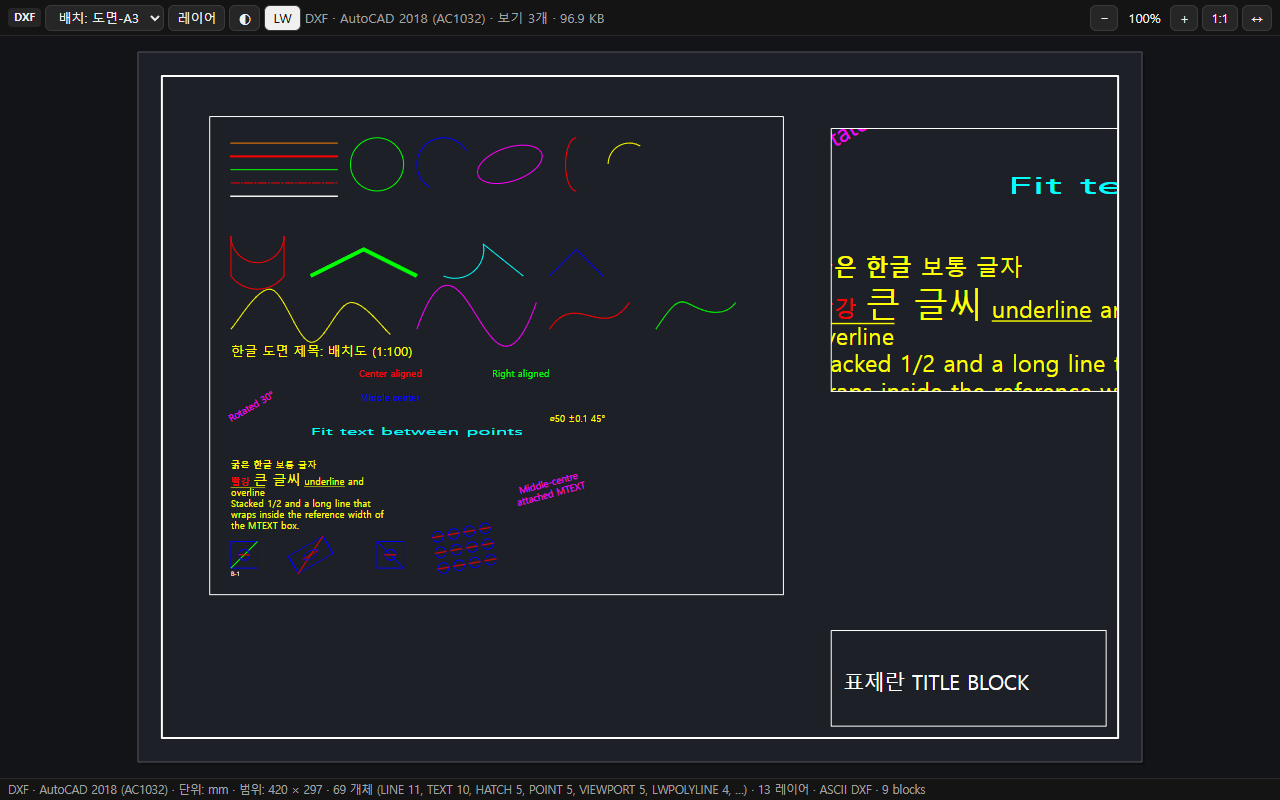 DXF 배치: 도면-A3 레이어 LW DXF · AutoCAD 2018 (AC1032) · 보기 3개 · 96.9 KB − 100% + 1:1 ↔
한글 도면 제목: 배치도 (1:100)
Center aligned
Right aligned
Middle center
Rotated 30°
⌀50 ±0.1 45°
Fit text between points
굵은 한글 보통 글자
빨강 큰 글씨 underline and
overline
Stacked 1/2 and a long line that
wraps inside the reference width of
the MTEXT box.
Middle-centre
attached MTEXT
B-1
Fit te
은 한글 보통 글자
강 큰 글씨 underline ar
verline
acked 1/2 and a long line t
raps inside the reference w
표제란 TITLE BLOCK
DXF · AutoCAD 2018 (AC1032) · 단위: mm · 범위: 420 × 297 · 69 개체 (LINE 11, TEXT 10, HATCH 5, POINT 5, VIEWPORT 5, LWPOLYLINE 4, ...) · 13 레이어 · ASCII DXF · 9 blocks